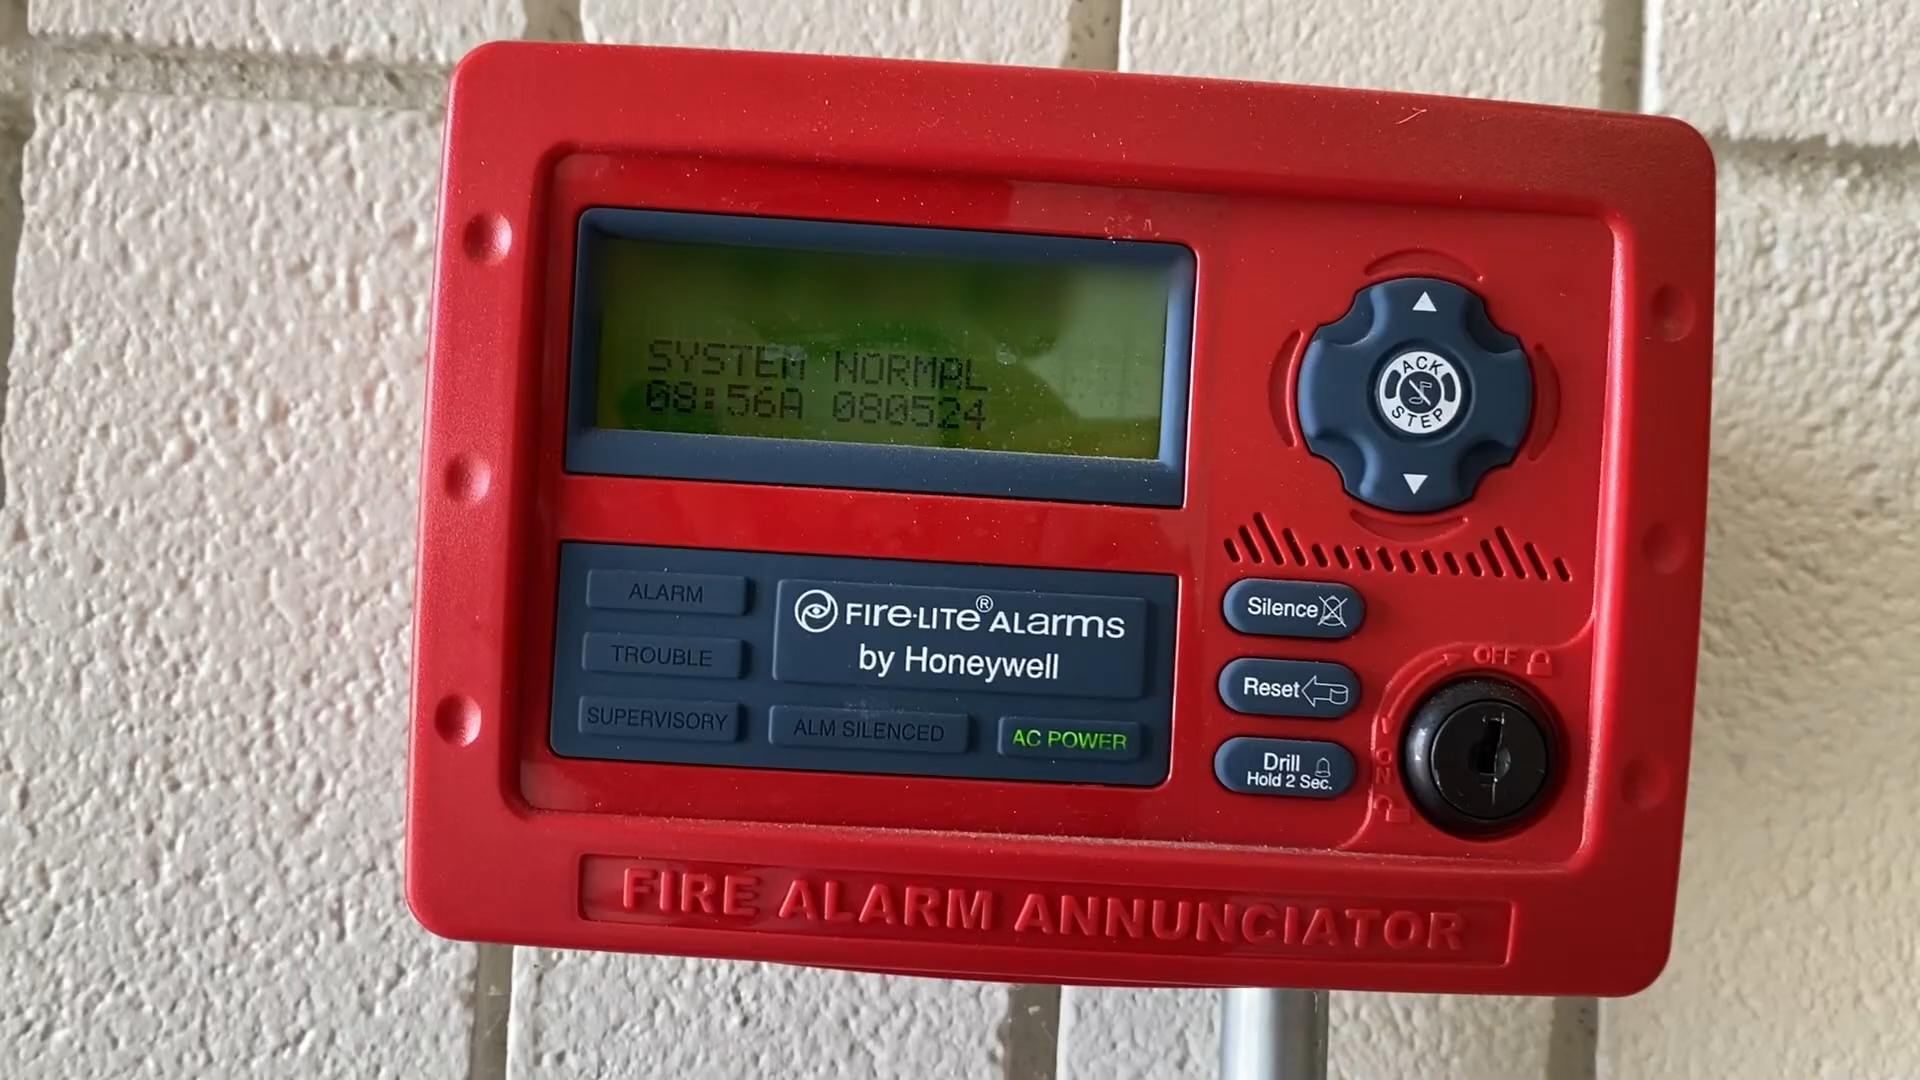 SYSTEM NORMAL
08:56A 080524
ACK
STEP
ALARM
TROUBLE
SUPERVISORY
FIRE·LITE® ALARMS
by Honeywell
ALM SILENCED
AC POWER
Silence
Reset
Drill
Hold 2 Sec.
OFF
ON
FIRE ALARM ANNUNCIATOR